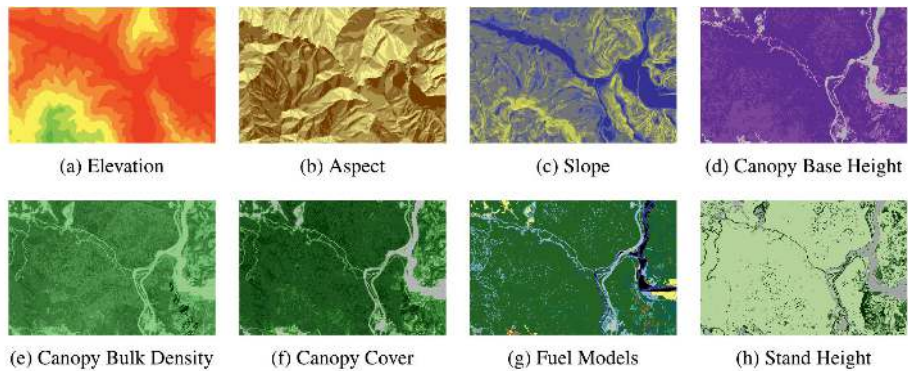 (a) Elevation
(b) Aspect
(c) Slope
(d) Canopy Base Height
(e) Canopy Bulk Density
(f) Canopy Cover
(g) Fuel Models
(h) Stand Height